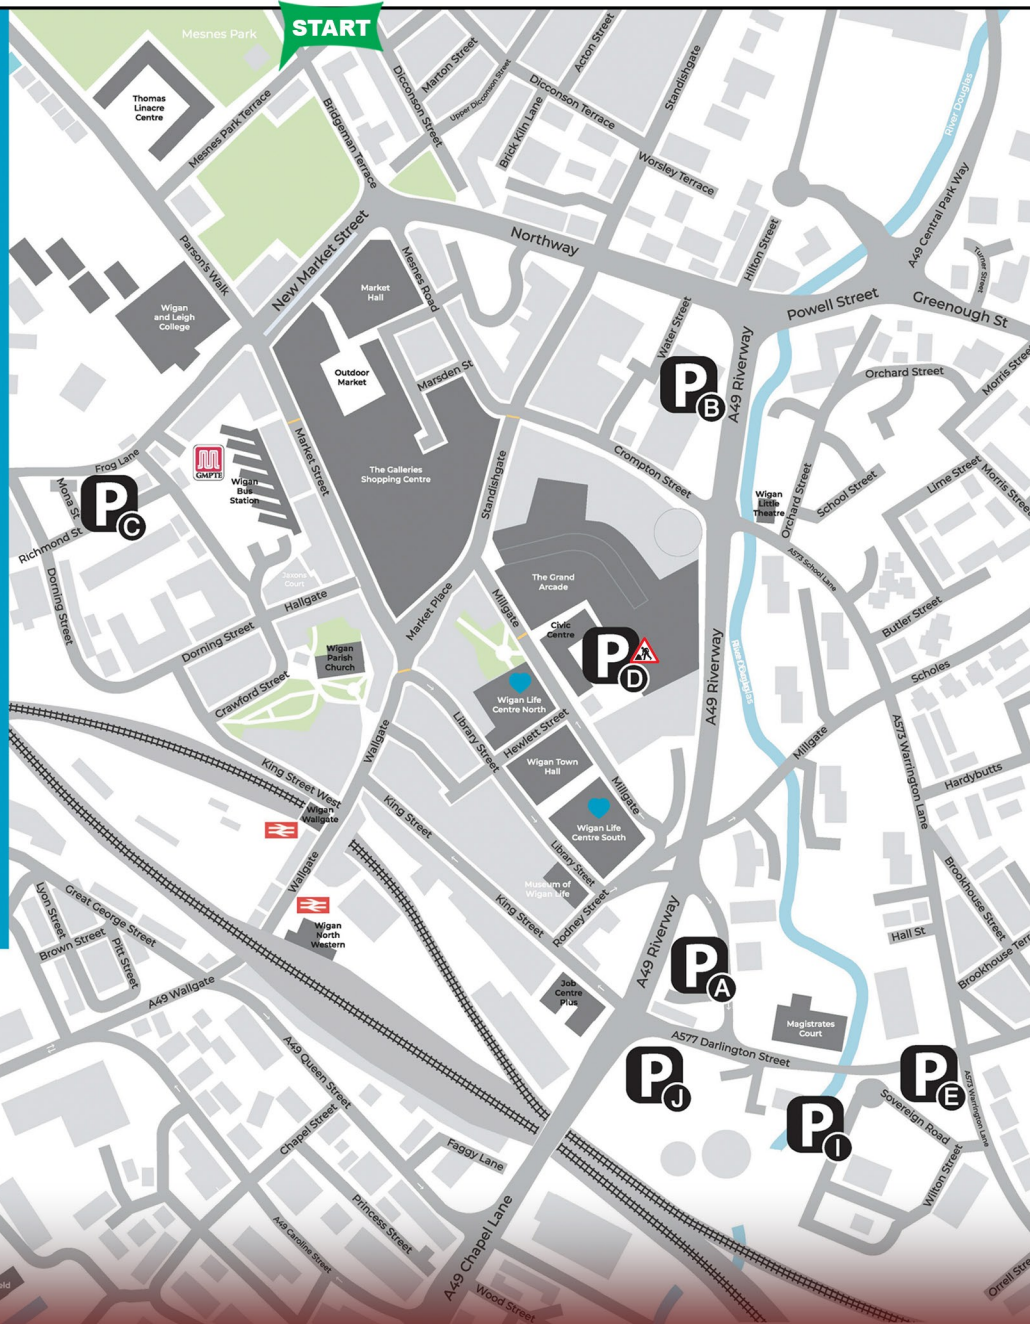 START
Mesnes Park
Thomas
Linacre
Centre
Mesnes Park Terrace
Bridgeman Terrace
Dicconson Street
Marton Street
Upper Dicconson Street
Acton Street
Dicconson Terrace
Brick Kiln Lane
Standishgate
Worsley Terrace
River Douglas
A49 Central Park Way
Turner Street
Hilton Street
Northway
Parson's Walk
New Market Street
Mesnes Road
Market
Hall
Wigan
and Leigh
College
Powell Street
Greenough St
Water Street
A49 Riverway
P
B
Outdoor
Market
Marsden St
Orchard Street
Morris Street
Frog Lane
GMPTE
Wigan
Bus
Station
Market Street
The Galleries
Shopping Centre
Standishgate
Crompton Street
Wigan
Little
Theatre
Orchard Street
School Street
Lime Street
Morris Street
Mona St
P
C
Richmond St
Dorning Street
A573 School Lane
Jaxons
Court
Hallgate
Market Place
Millgate
The Grand
Arcade
Civic
Centre
P
D
Butler Street
Scholes
Dorning Street
Wigan
Parish
Church
Crawford Street
A49 Riverway
River Douglas
Wigan Life
Centre North
Library Street
Hewlett Street
Wigan Town
Hall
Millgate
Millgate
A573 Warrington Lane
Hardybutts
Wallgate
King Street West
Wigan
Wallgate
King Street
Wigan Life
Centre South
Library Street
Wallgate
Museum of
Wigan Life
King Street
Rodney Street
Wigan
North
Western
Great George Street
Lyon Street
Brown Street
Pitt Street
A49 Wallgate
A49 Riverway
P
A
Brookhouse Street
Hall St
Brookhouse Terr
Job
Centre
Plus
Magistrates
Court
A577 Darlington Street
P
J
P
E
P
I
Sovereign Road
A573 Warrington Lane
Wilton Street
A49 Queen Street
Chapel Street
Faggy Lane
Princess Street
A49 Caroline Street
A49 Chapel Lane
Wood Street
Orrell Stre
old